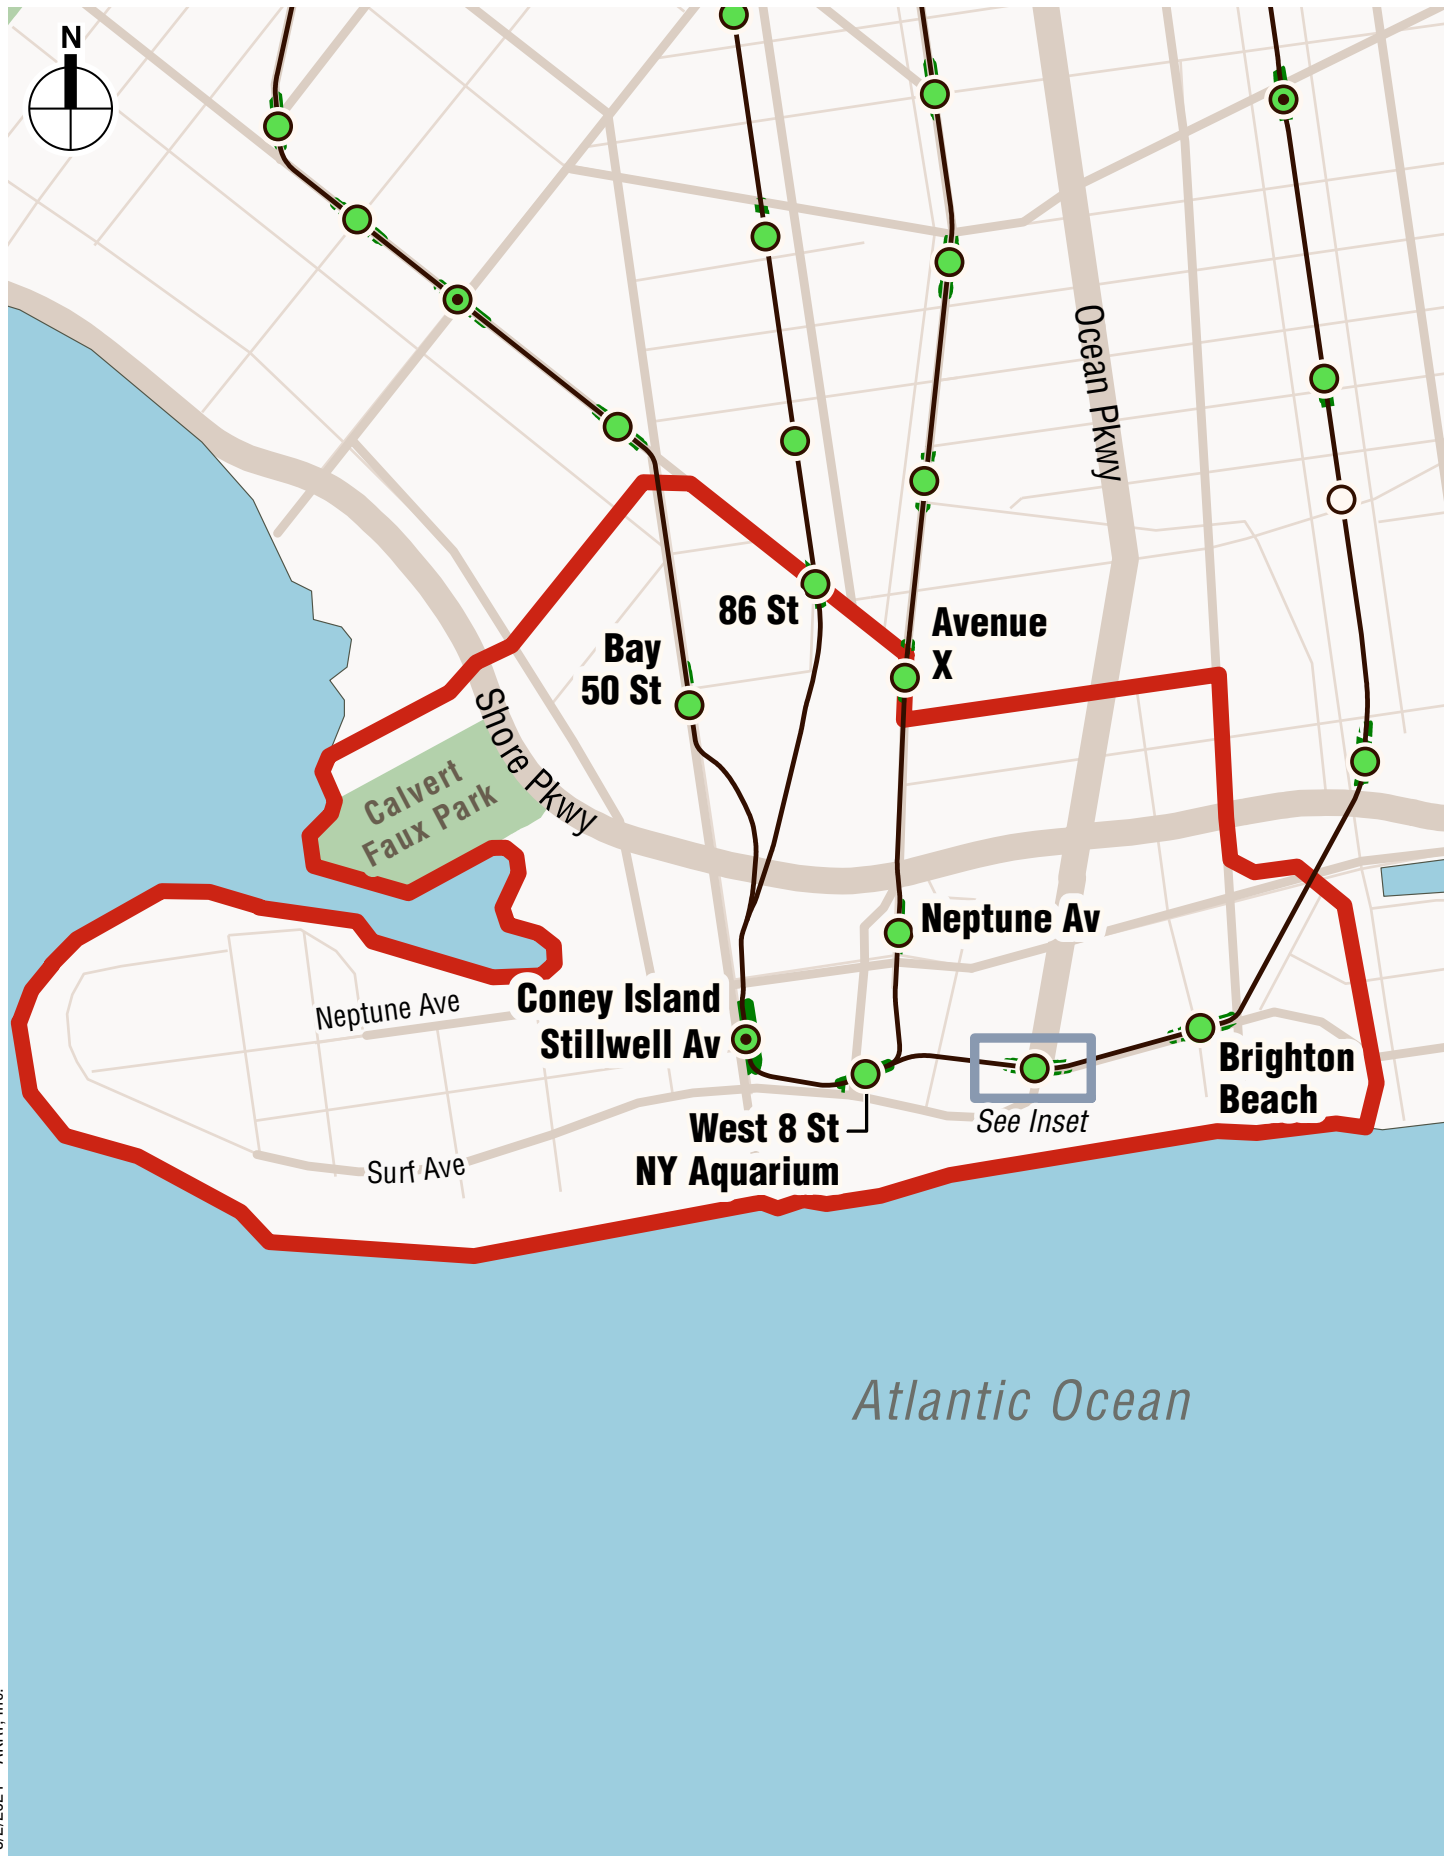 N
Ocean Pkwy
86 St
Avenue
X
Bay
50 St
Shore Pkwy
Calvert
Faux Park
Neptune Av
Coney Island
Stillwell Av
Neptune Ave
Brighton
Beach
See Inset
West 8 St
NY Aquarium
Surf Ave
Atlantic Ocean